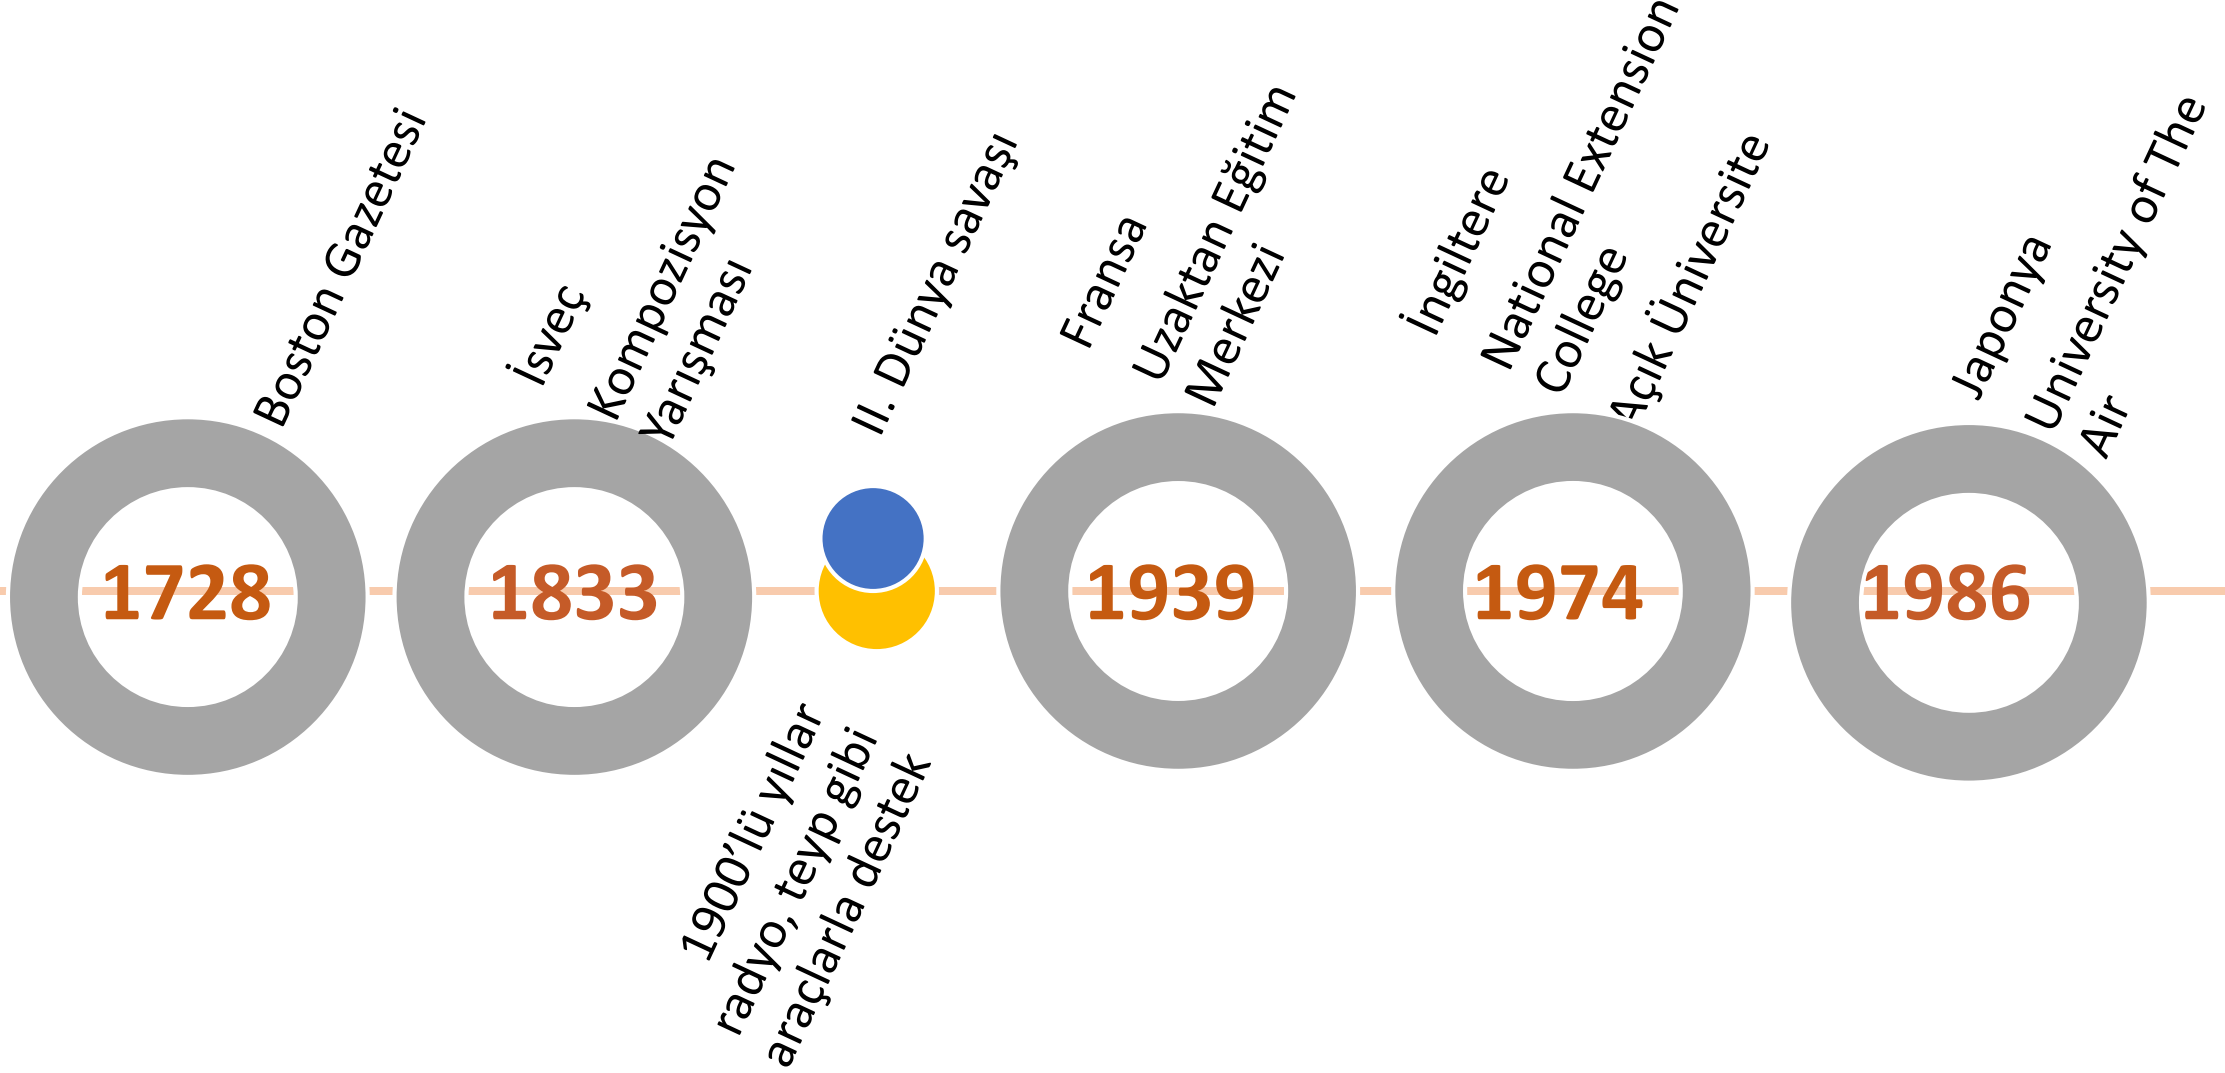 Boston Gazetesi
1728
İsveç
Kompozisyon
Yarışması
1833
II. Dünya savaşı
1900'lü yıllar
radyo, teyp gibi
araçlarla destek
Fransa
Uzaktan Eğitim
Merkezi
1939
İngiltere
National Extension
College
Açık Üniversite
1974
Japonya
University of The
Air
1986